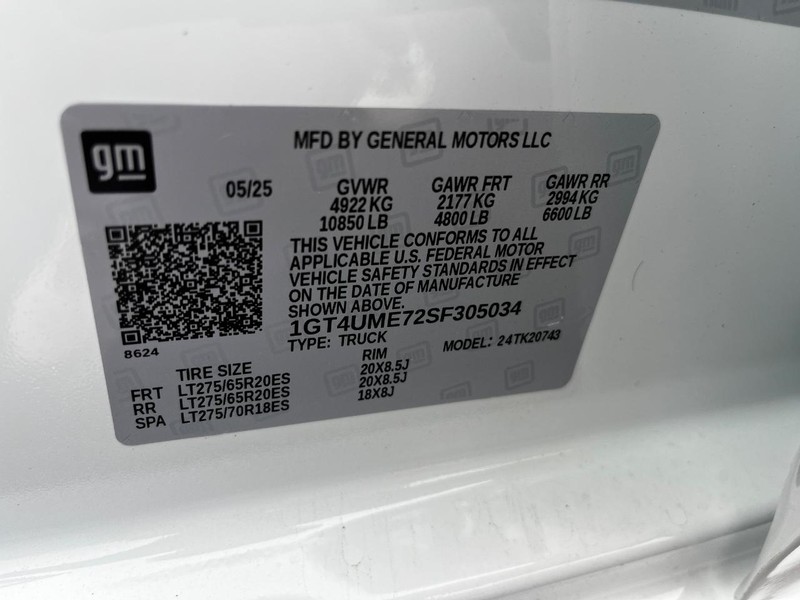 gm
MFD BY GENERAL MOTORS LLC
05/25 GVWR GAWR FRT GAWR RR
4922 KG 2177 KG 2994 KG
10850 LB 4800 LB 6600 LB
THIS VEHICLE CONFORMS TO ALL
APPLICABLE U.S. FEDERAL MOTOR
VEHICLE SAFETY STANDARDS IN EFFECT
ON THE DATE OF MANUFACTURE
SHOWN ABOVE.
1GT4UME72SF305034
TYPE: TRUCK MODEL: 24TK20743
8624
TIRE SIZE RIM
FRT LT275/65R20ES 20X8.5J
RR LT275/65R20ES 20X8.5J
SPA LT275/70R18ES 18X8J